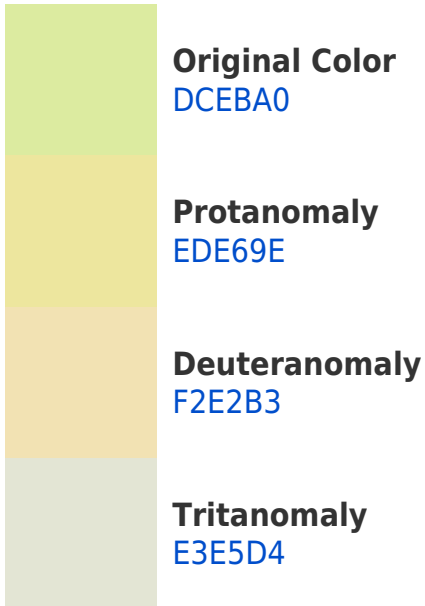 Original Color
DCEBA0
Protanomaly
EDE69E
Deuteranomaly
F2E2B3
Tritanomaly
E3E5D4